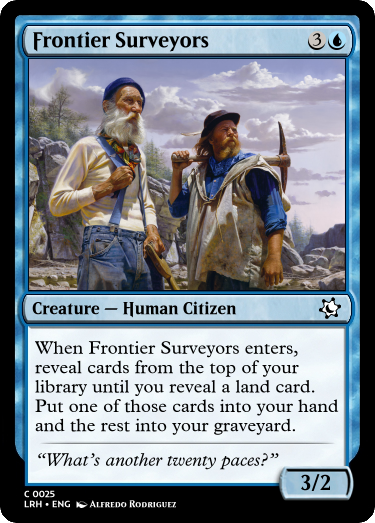 Frontier Surveyors 3
Creature — Human Citizen
When Frontier Surveyors enters,
reveal cards from the top of your
library until you reveal a land card.
Put one of those cards into your hand
and the rest into your graveyard.
“What’s another twenty paces?”
3/2
C 0025
LRH • ENG Alfredo Rodriguez